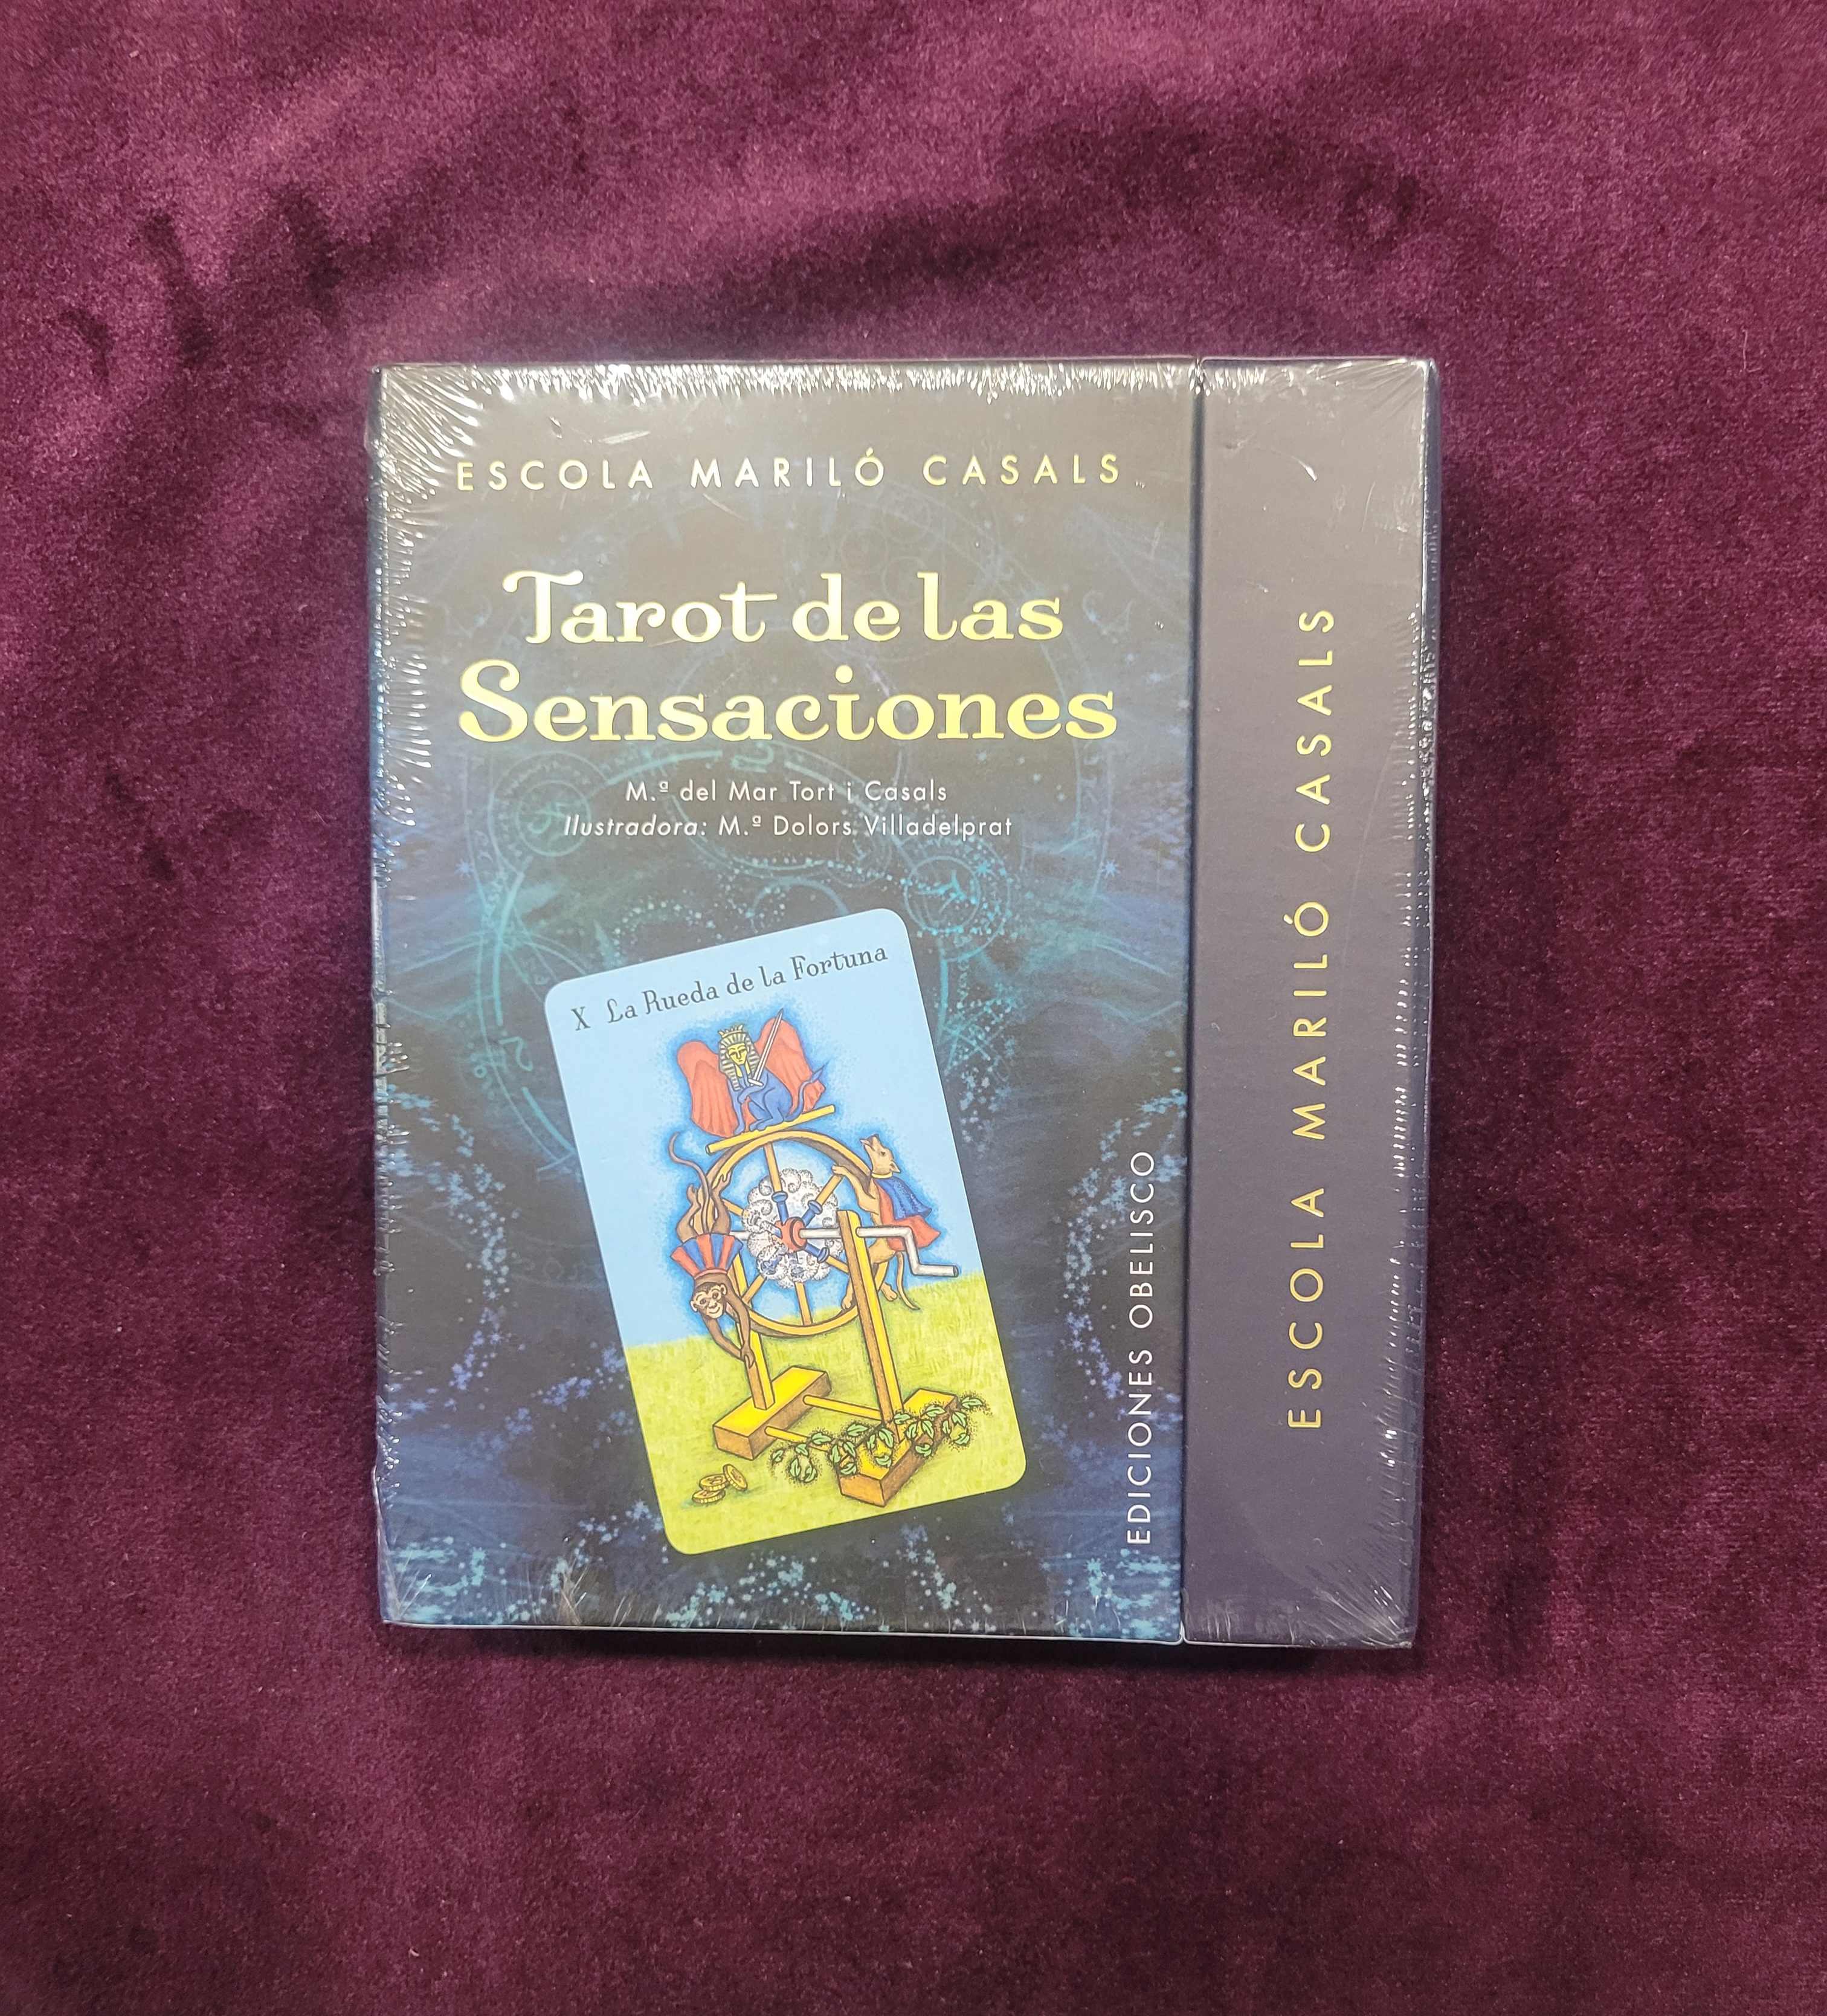 ESCOLA MARILÓ CASALS
Tarot de las
Sensaciones
M.ª del Mar Tort i Casals
Ilustradora: M.ª Dolors Villadelprat
X La Rueda de la Fortuna
EDICIONES OBELISCO
ESCOLA MARILÓ CASALS